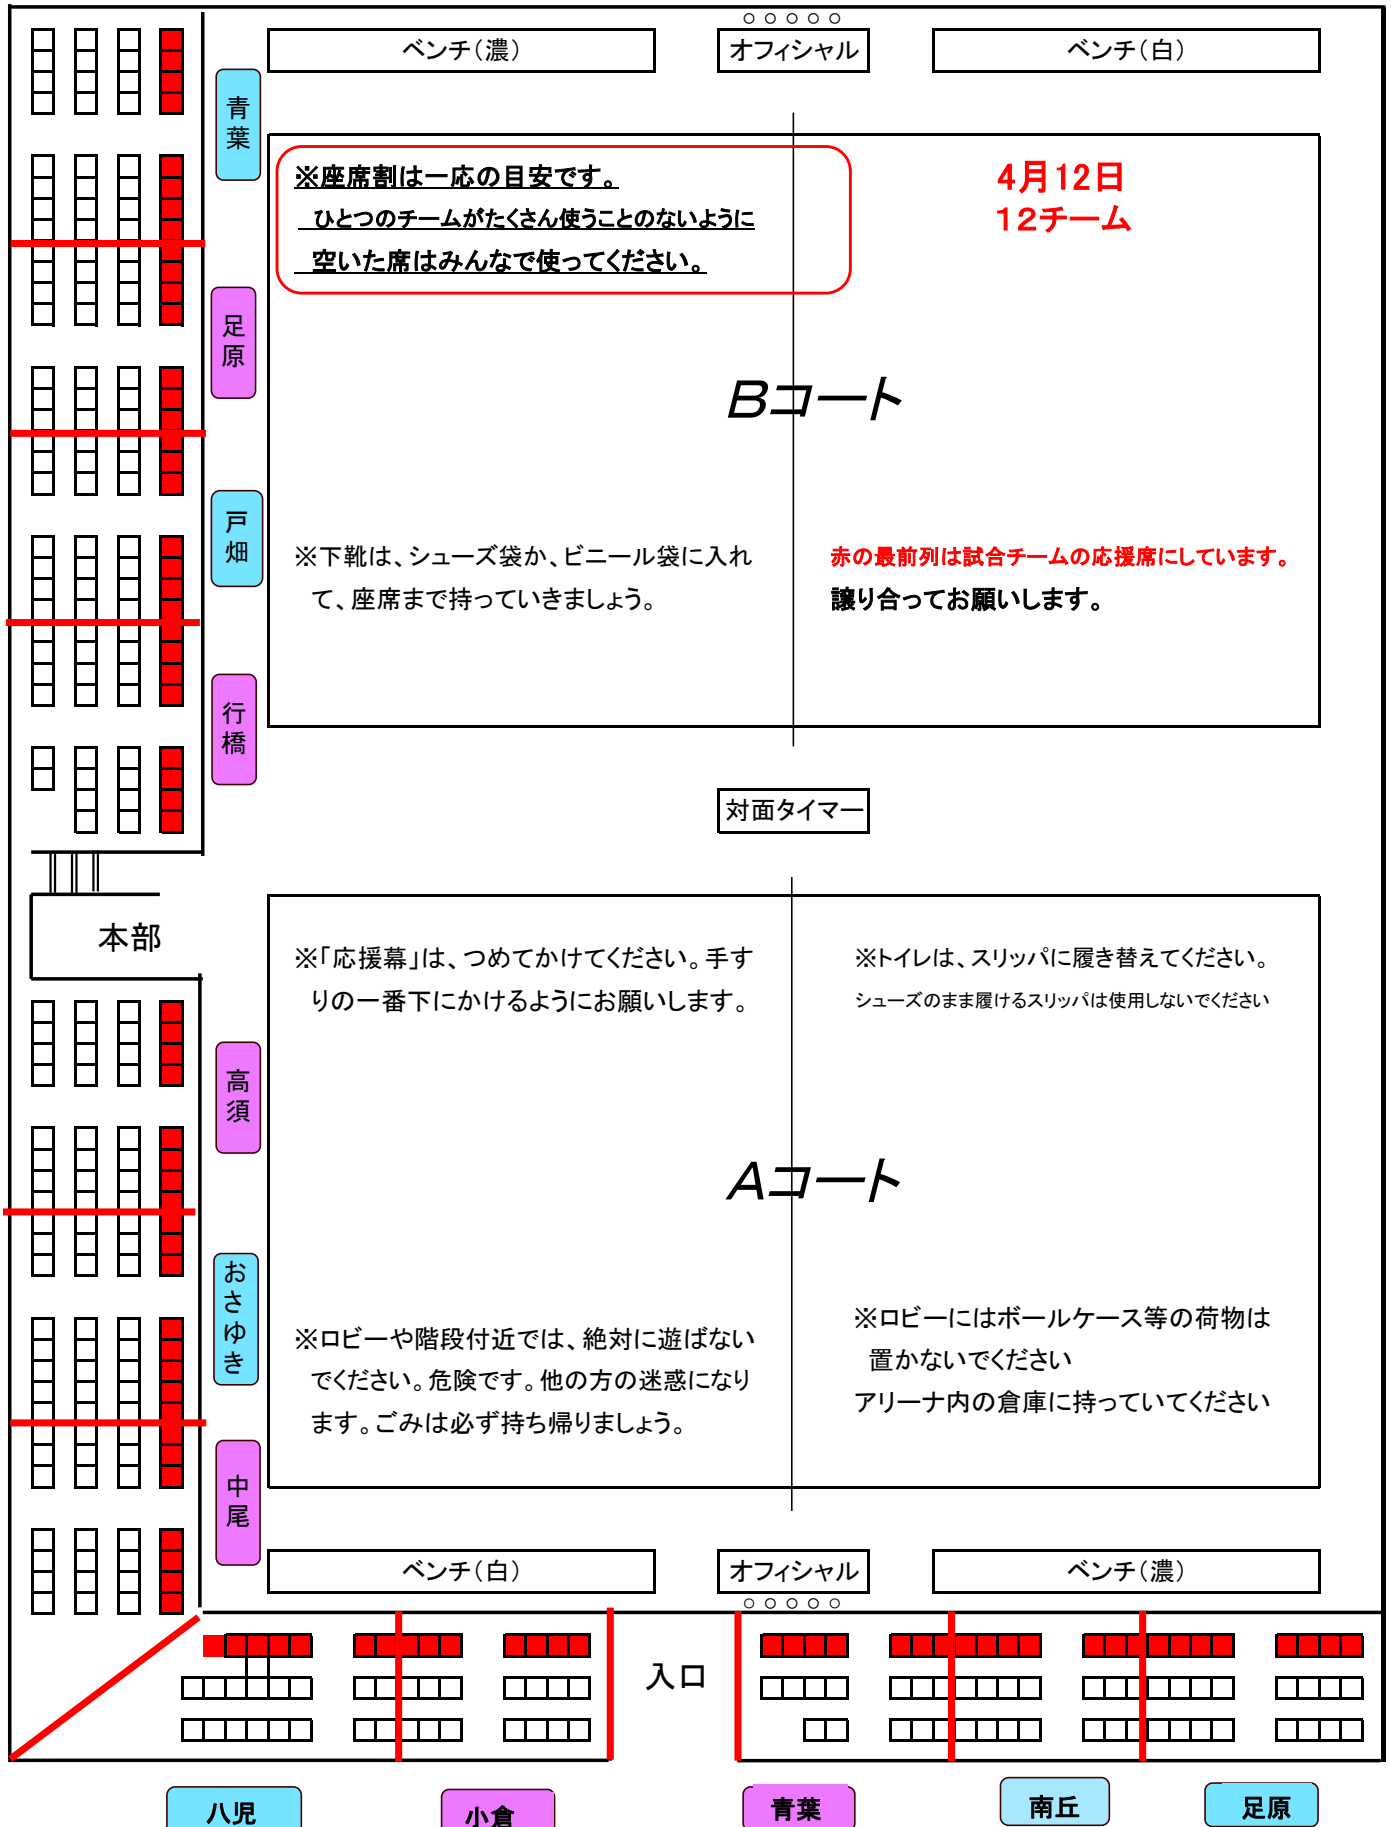 ベンチ（濃）
オフィシャル
ベンチ（白）
青葉
※座席割は一応の目安です。
ひとつのチームがたくさん使うことのないように
空いた席はみんなで使ってください。
4月12日
12チーム
足原
Bコート
戸畑
※下靴は、シューズ袋か、ビニール袋に入れ
て、座席まで持っていきましょう。
赤の最前列は試合チームの応援席にしています。
譲り合ってお願いします。
行橋
対面タイマー
本部
※「応援幕」は、つめてかけてください。手す
りの一番下にかけるようにお願いします。
※トイレは、スリッパに履き替えてください。
シューズのまま履けるスリッパは使用しないでください
高須
Aコート
おさゆき
※ロビーや階段付近では、絶対に遊ばない
でください。危険です。他の方の迷惑になり
ます。ごみは必ず持ち帰りましょう。
※ロビーにはボールケース等の荷物は
置かないでください
アリーナ内の倉庫に持っていてください
中尾
ベンチ（白）
オフィシャル
ベンチ（濃）
入口
八児
小倉
青葉
南丘
足原